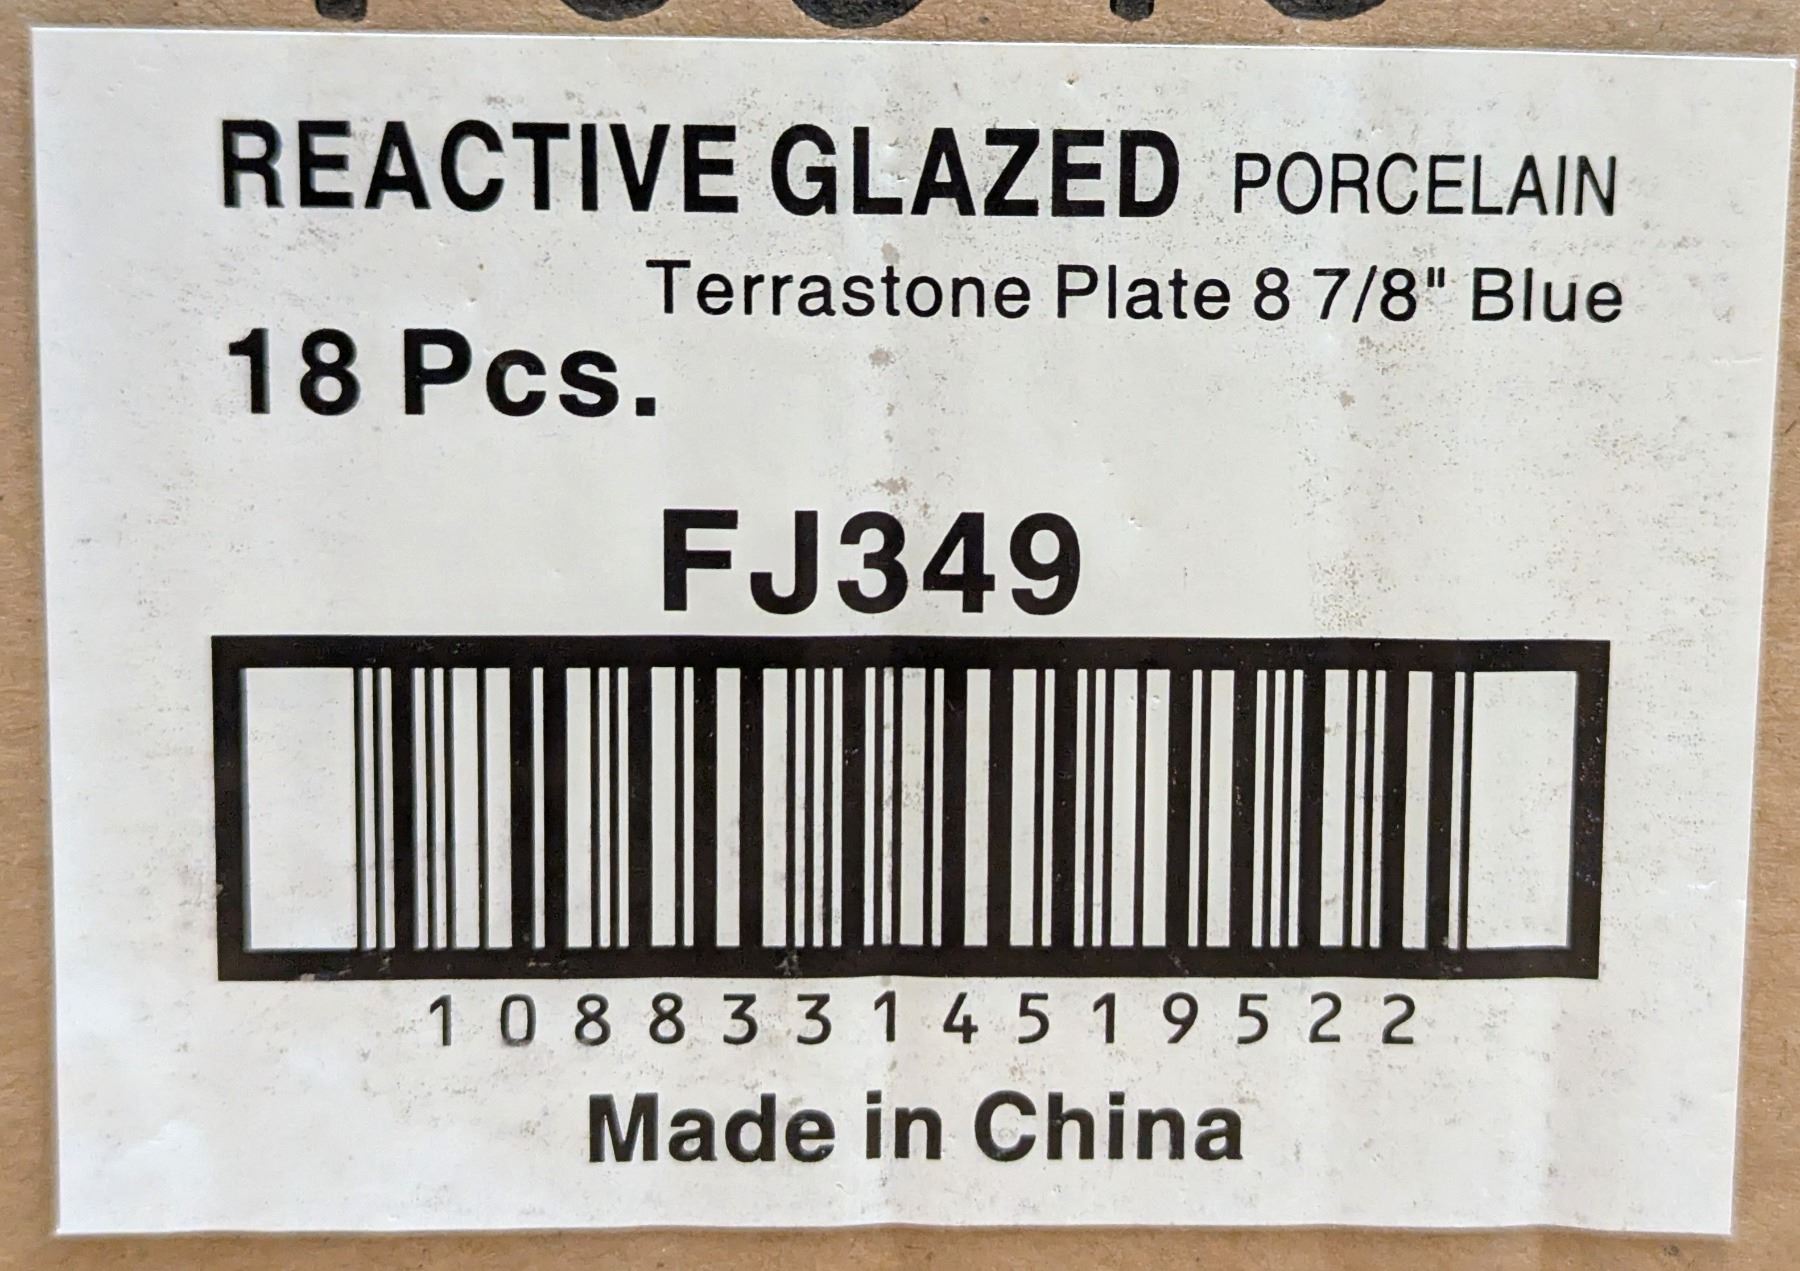 REACTIVE GLAZED PORCELAIN
Terrastone Plate 8 7/8" Blue
18 Pcs.
FJ349
1 0 8 8 3 3 1 4 5 1 9 5 2 2
Made in China